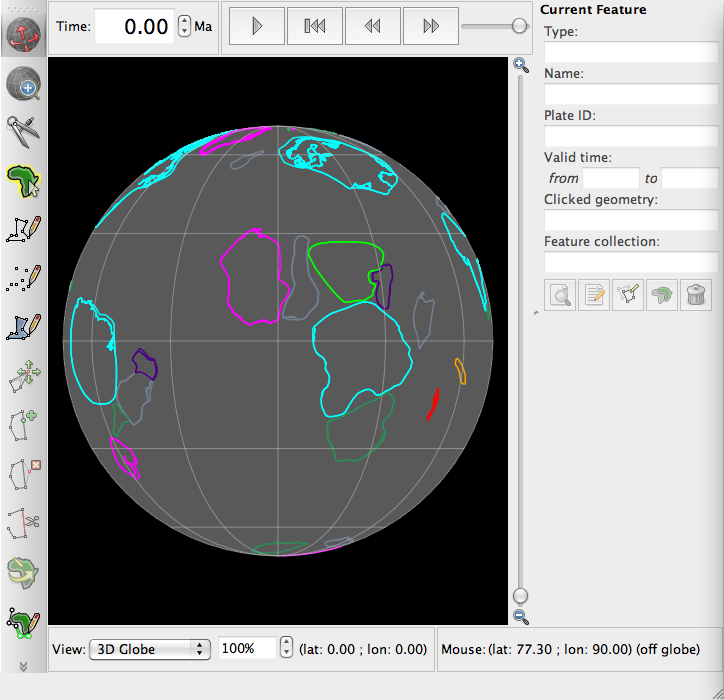 Time: 0.00 Ma
Current Feature
Type:
Name:
Plate ID:
Valid time:
from to
Clicked geometry:
Feature collection:
View: 3D Globe 100% (lat: 0.00 ; lon: 0.00) Mouse: (lat: 77.30 ; lon: 90.00) (off globe)